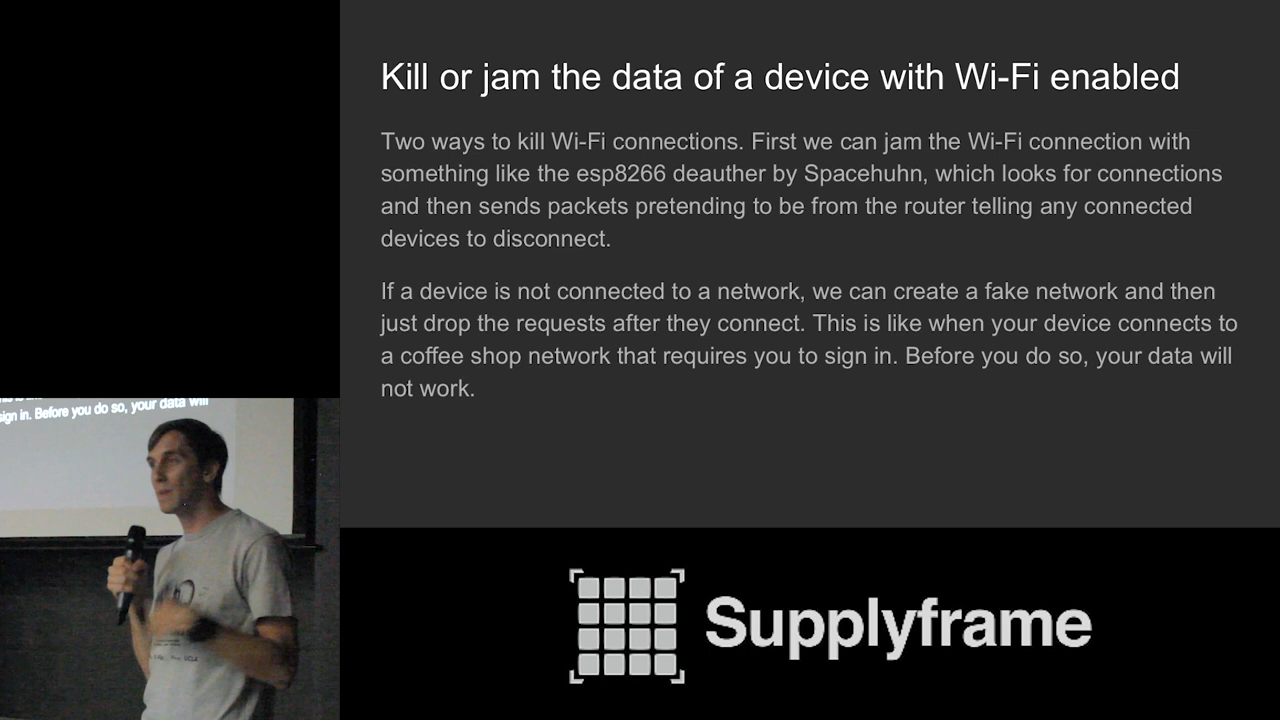 Kill or jam the data of a device with Wi-Fi enabled
Two ways to kill Wi-Fi connections. First we can jam the Wi-Fi connection with
something like the esp8266 deauther by Spacehuhn, which looks for connections
and then sends packets pretending to be from the router telling any connected
devices to disconnect.
If a device is not connected to a network, we can create a fake network and then
just drop the requests after they connect. This is like when your device connects to
a coffee shop network that requires you to sign in. Before you do so, your data will
not work.
sign in. Before you do so, your data will
UCLA
Supplyframe